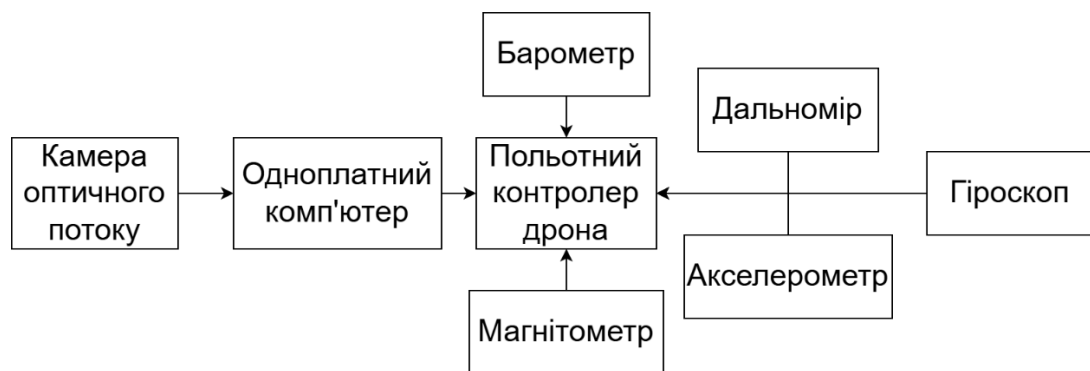 Барометр
Дальномір
Камера
оптичного
потоку
Одноплатний
комп'ютер
Польотний
контролер
дрона
Гіроскоп
Акселерометр
Магнітометр